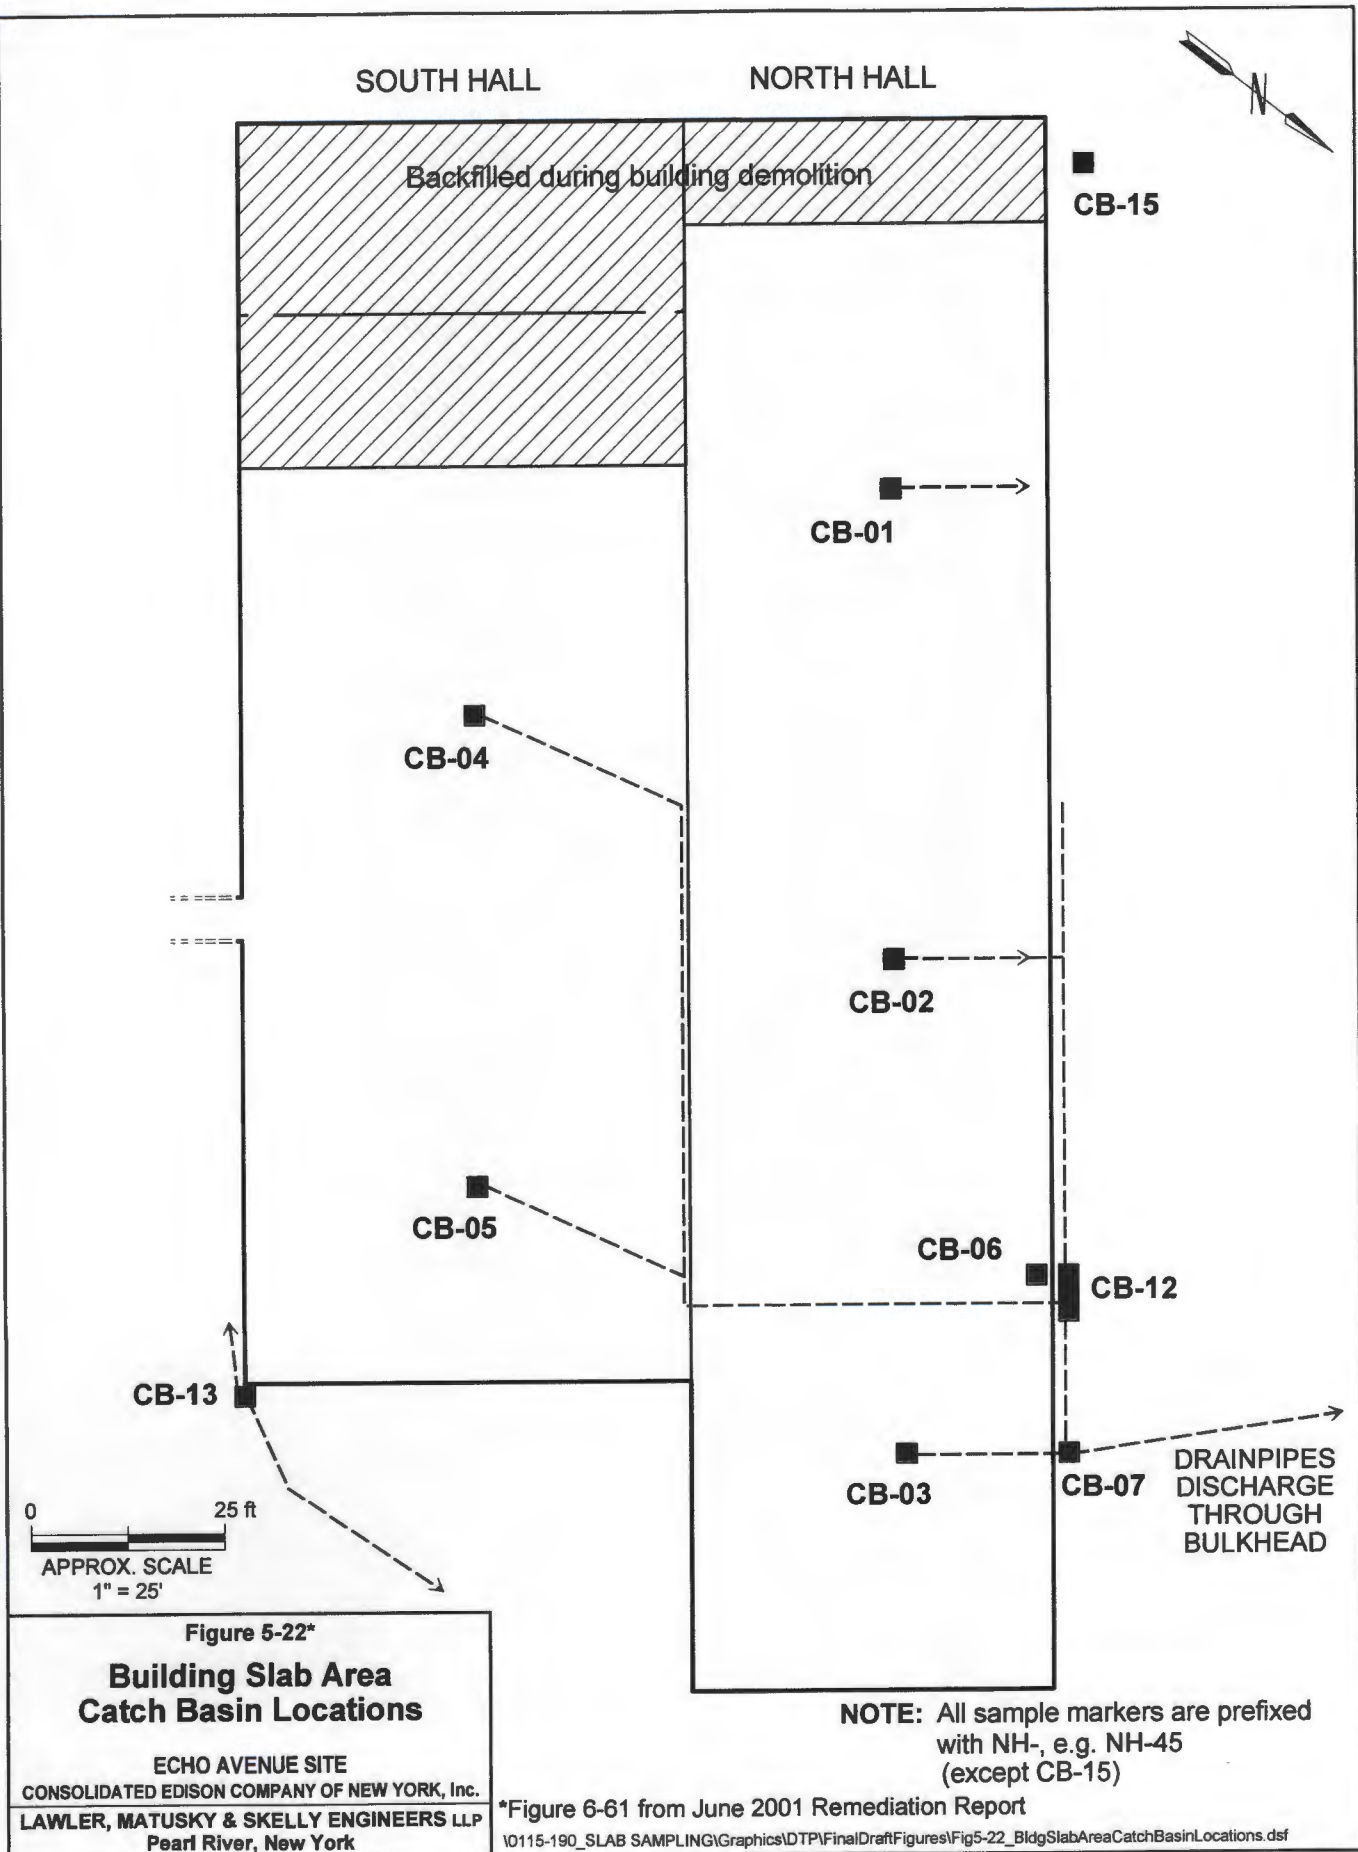 SOUTH HALL
NORTH HALL
N
Backfilled during building demolition
CB-15
CB-01
CB-04
CB-02
CB-05
CB-06
CB-12
CB-13
CB-03
CB-07
DRAINPIPES
DISCHARGE
THROUGH
BULKHEAD
0 25 ft
APPROX. SCALE
1" = 25'
Figure 5-22*
Building Slab Area
Catch Basin Locations
ECHO AVENUE SITE
CONSOLIDATED EDISON COMPANY OF NEW YORK, Inc.
LAWLER, MATUSKY & SKELLY ENGINEERS LLP
Pearl River, New York
NOTE: All sample markers are prefixed
with NH-, e.g. NH-45
(except CB-15)
*Figure 6-61 from June 2001 Remediation Report
\0115-190_SLAB SAMPLING\Graphics\DTP\FinalDraftFigures\Fig5-22_BldgSlabAreaCatchBasinLocations.dsf